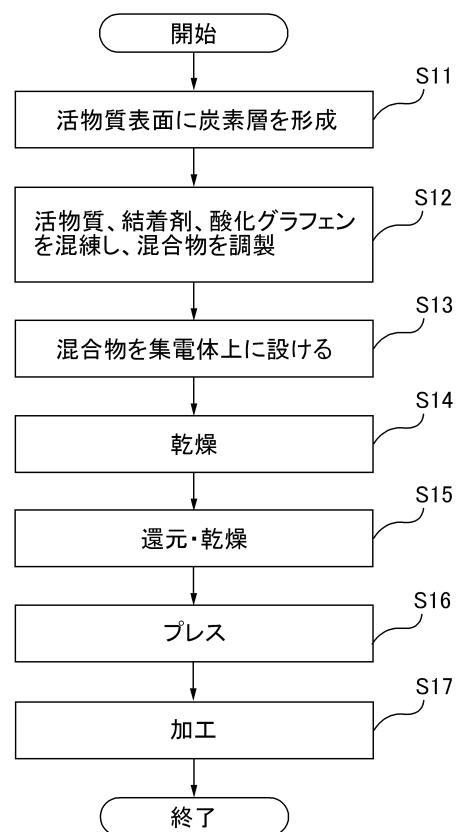 開始
S11
活物質表面に炭素層を形成
S12
活物質、結着剤、酸化グラフェン
を混練し、混合物を調製
S13
混合物を集電体上に設ける
S14
乾燥
S15
還元・乾燥
S16
プレス
S17
加工
終了